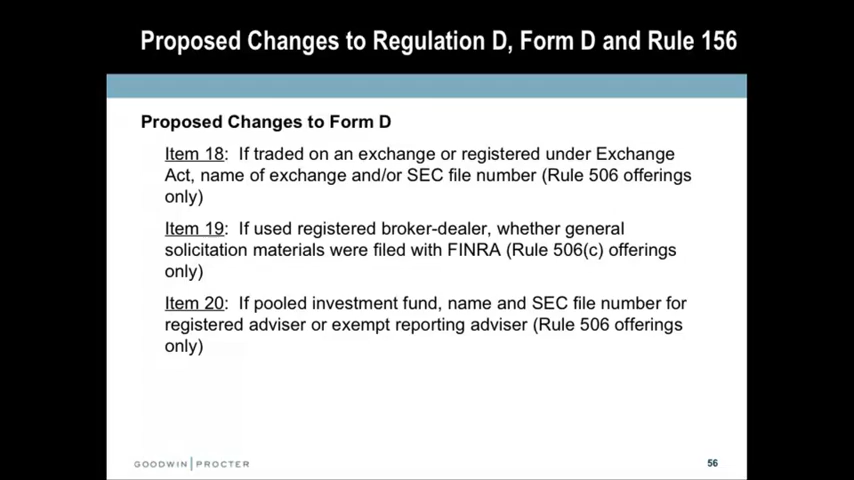 Proposed Changes to Regulation D, Form D and Rule 156
Proposed Changes to Form D
Item 18: If traded on an exchange or registered under Exchange
Act, name of exchange and/or SEC file number (Rule 506 offerings
only)
Item 19: If used registered broker-dealer, whether general
solicitation materials were filed with FINRA (Rule 506(c) offerings
only)
Item 20: If pooled investment fund, name and SEC file number for
registered adviser or exempt reporting adviser (Rule 506 offerings
only)
GOODWIN | PROCTER
56